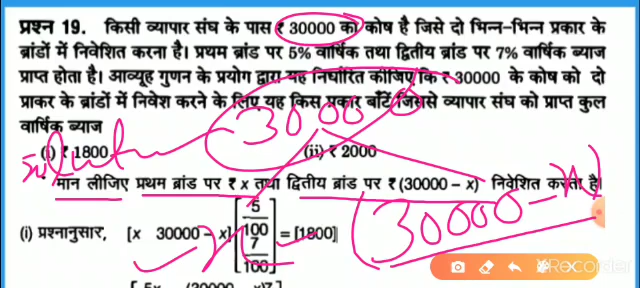 प्रश्न 19. किसी व्यापार संघ के पास ₹ 30000 का कोष है जिसे दो भिन्न-भिन्न प्रकार के
ब्रांडों में निवेशित करना है। प्रथम ब्रांड पर 5% वार्षिक तथा द्वितीय ब्रांड पर 7% वार्षिक ब्याज
प्राप्त होता है। आव्यूह गुणन के प्रयोग द्वारा यह निर्धारित कीजिए कि ₹ 30000 के कोष को दो
प्राकर के ब्रांडों में निवेश करने के लिए यह किस प्रकार बाँटें जिससे व्यापार संघ को प्राप्त कुल
वार्षिक ब्याज
30000
(i) ₹ 1800 (ii) ₹ 2000
मान लीजिए प्रथम ब्रांड पर ₹ x तथा द्वितीय ब्रांड पर ₹ (30000 – x) निवेशित करता है।
(30000 - x)
(i) प्रश्नानुसार, [x 30000 – x] [5/100 7/100] = [1800]
RecShorts